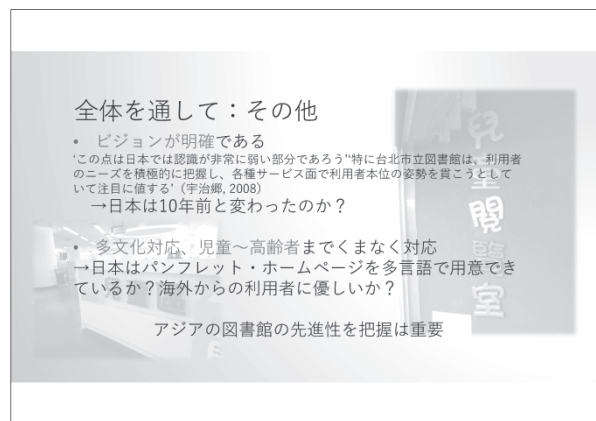 全体を通して：その他
• ビジョンが明確である
‘この点は日本では認識が非常に弱い部分であろう’‘特に台北市立図書館は、利用者
のニーズを積極的に把握し、各種サービス面で利用者本位の姿勢を貫こうとして
いて注目に値する’（宇治郷, 2008）
→日本は10年前と変わったのか？
• 多文化対応、児童～高齢者までくまなく対応
→日本はパンフレット・ホームページを多言語で用意でき
ているか？海外からの利用者に優しいか？
アジアの図書館の先進性を把握は重要
兒童閱覽室